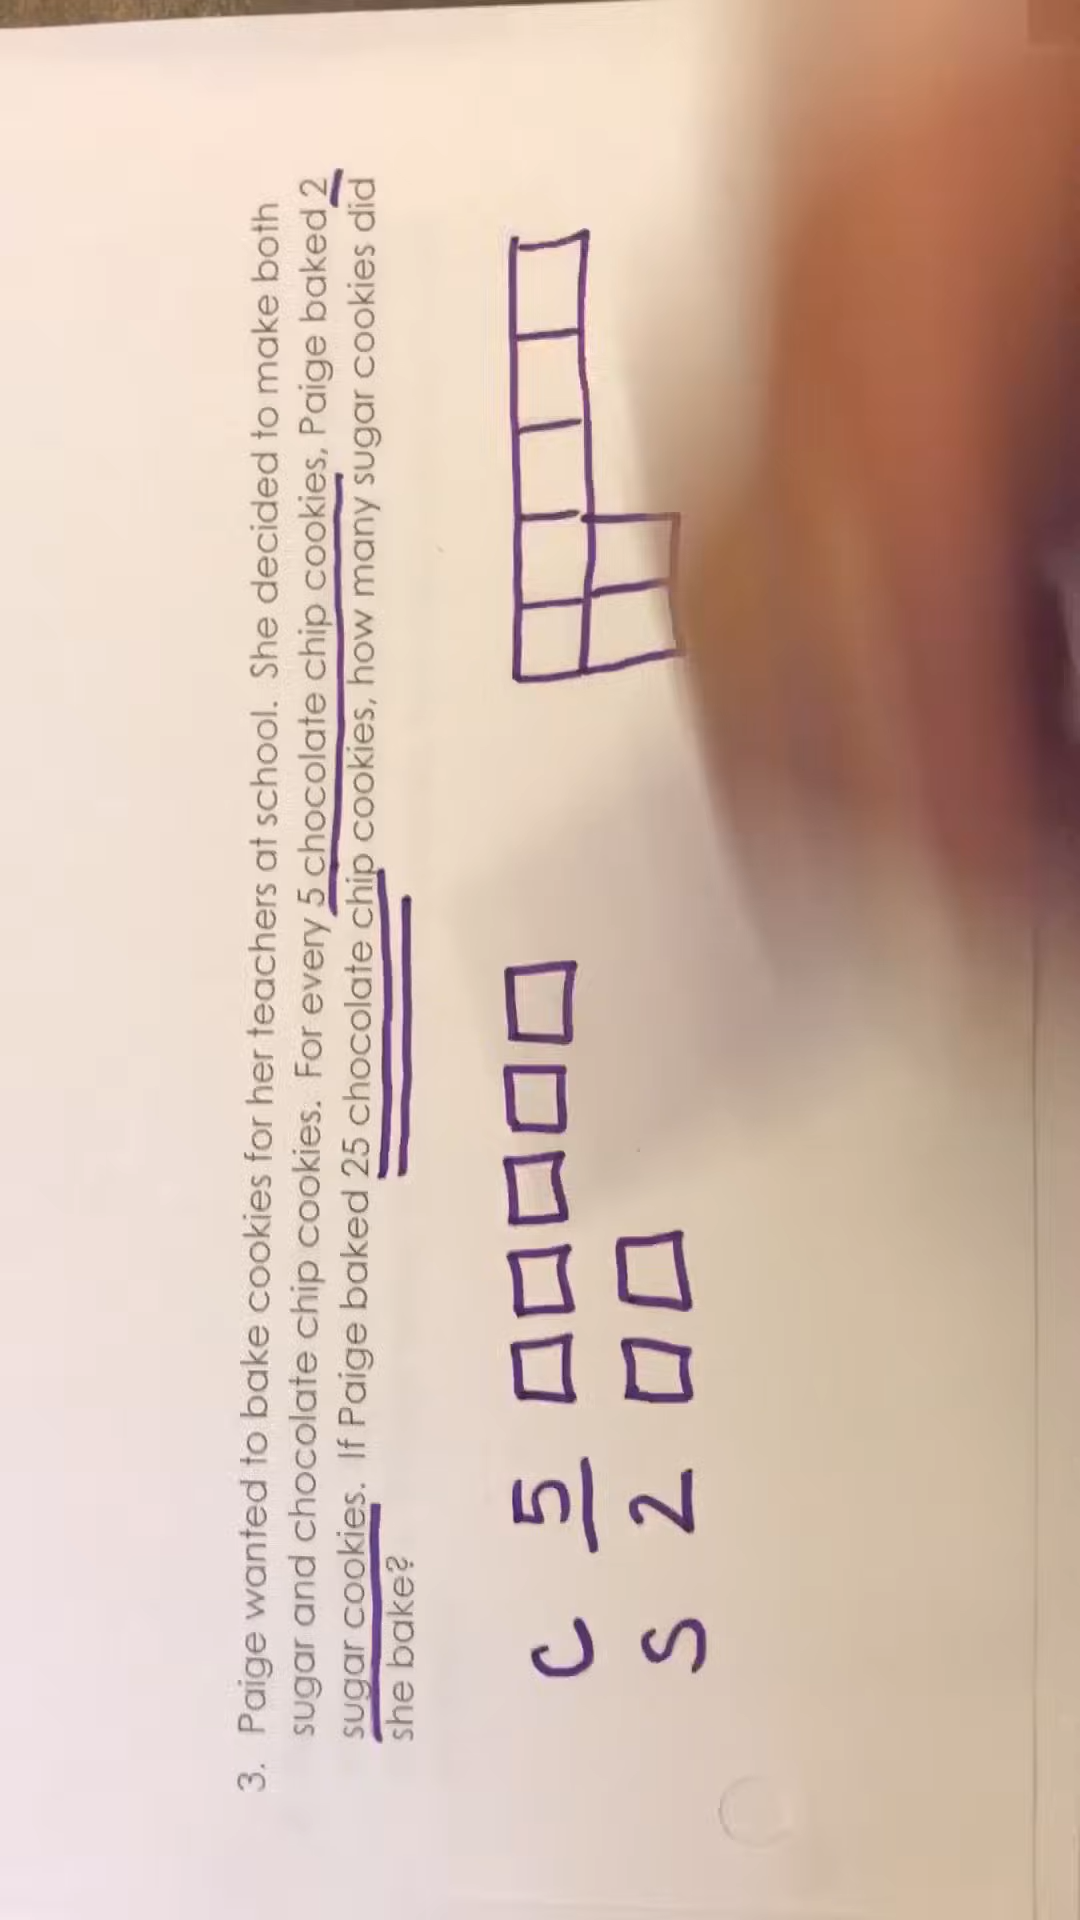 3. Paige wanted to bake cookies for her teachers at school. She decided to make both
sugar and chocolate chip cookies. For every 5 chocolate chip cookies, Paige baked 2
sugar cookies. If Paige baked 25 chocolate chip cookies, how many sugar cookies did
she bake?
C 5
S 2